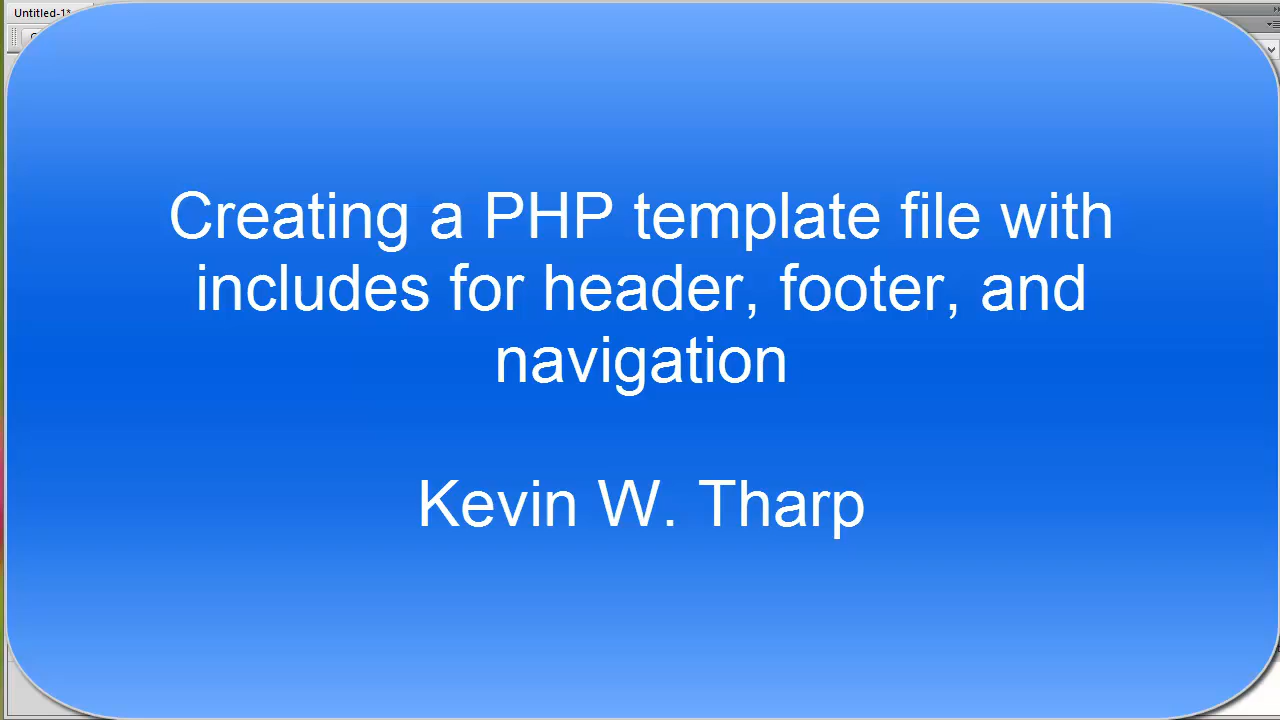 Untitled-1*
Creating a PHP template file with
includes for header, footer, and
navigation
Kevin W. Tharp